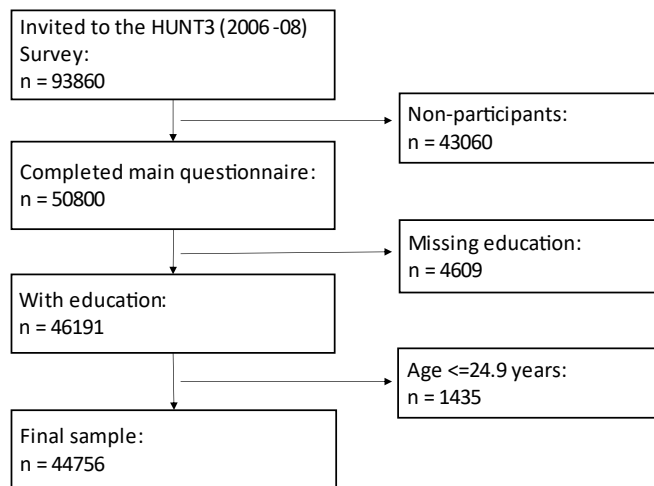 Invited to the HUNT3 (2006-08)
Survey:
n = 93860
Non-participants:
n = 43060
Completed main questionnaire:
n = 50800
Missing education:
n = 4609
With education:
n = 46191
Age <=24.9 years:
n = 1435
Final sample:
n = 44756